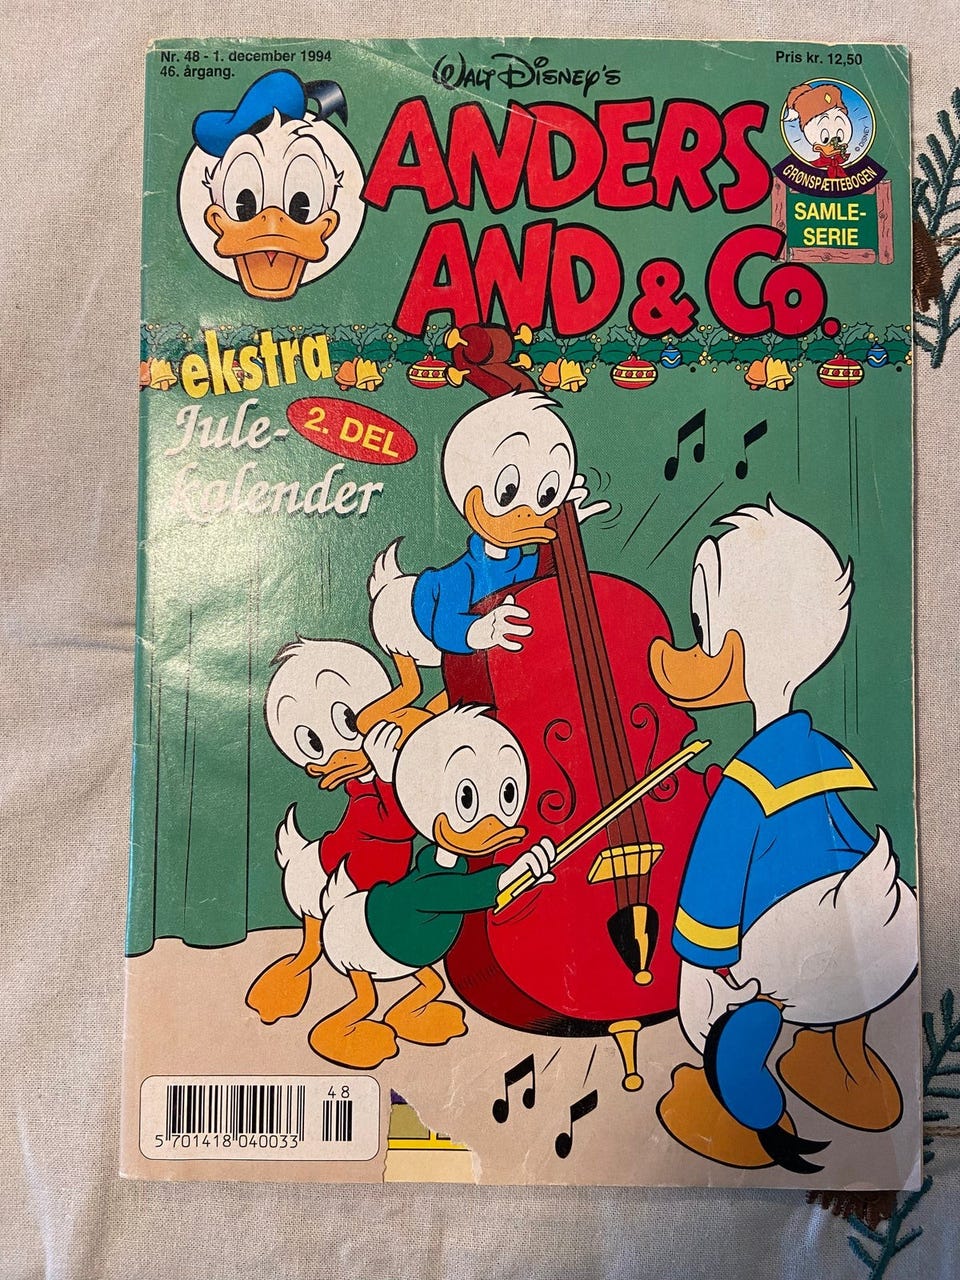 Nr. 48 - 1. december 1994
46. årgang.
WALT DISNEY'S
Pris kr. 12,50
ANDERS
AND & Co.
© DISNEY
GRØNSPÆTTEBOGEN
SAMLE-
SERIE
ekstra
Jule-
kalender
2. DEL
48
5 701418 040033